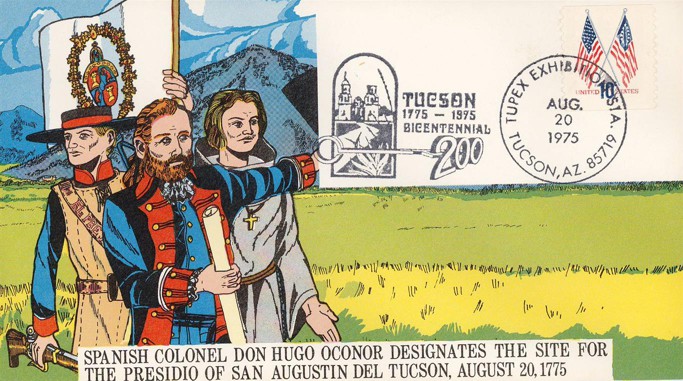 TUCSON
1775 - 1975
BICENTENNIAL
200
TUPEX EXHIBITION STA.
AUG.
20
1975
TUCSON, AZ. 85719
10¢
UNITED STATES
SPANISH COLONEL DON HUGO OCONOR DESIGNATES THE SITE FOR
THE PRESIDIO OF SAN AUGUSTIN DEL TUCSON, AUGUST 20, 1775